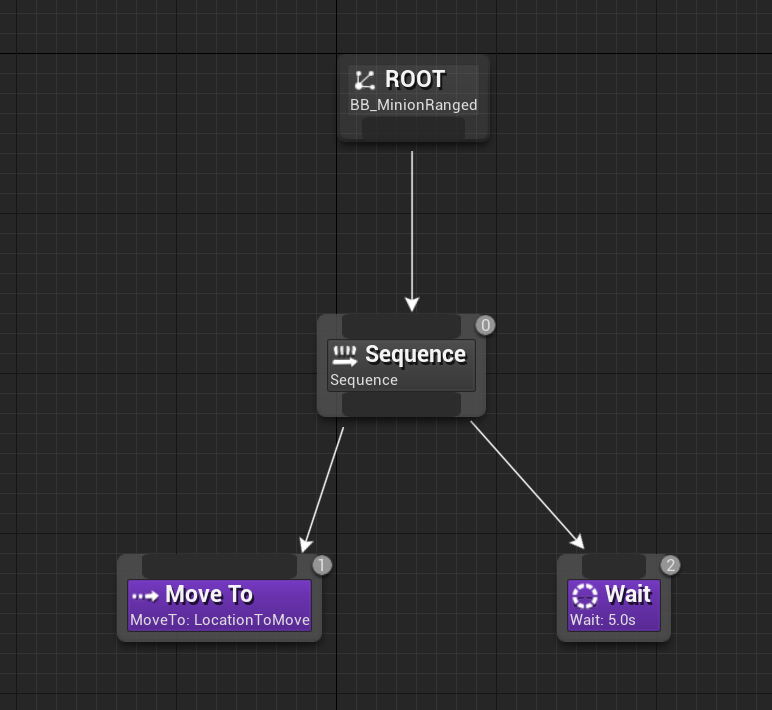 ROOT
BB_MinionRanged
0
Sequence
Sequence
1
Move To
MoveTo: LocationToMove
2
Wait
Wait: 5.0s